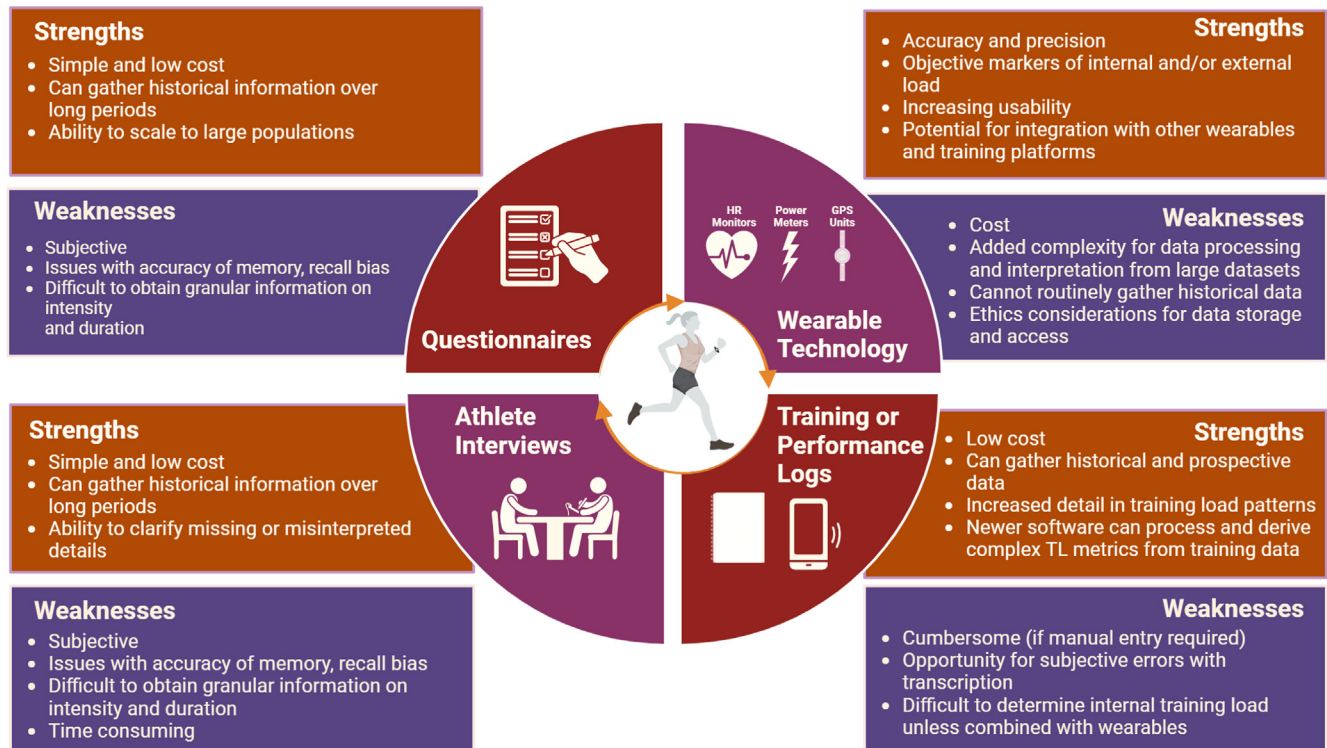 Strengths
Simple and low cost
Can gather historical information over
long periods
Ability to scale to large populations
Weaknesses
Subjective
Issues with accuracy of memory, recall bias
Difficult to obtain granular information on
intensity
and duration
Questionnaires
Strengths
Accuracy and precision
Objective markers of internal and/or external
load
Increasing usability
Potential for integration with other wearables
and training platforms
Weaknesses
Cost
Added complexity for data processing
and interpretation from large datasets
Cannot routinely gather historical data
Ethics considerations for data storage
and access
HR
Monitors
Power
Meters
GPS
Units
Wearable
Technology
Athlete
Interviews
Strengths
Simple and low cost
Can gather historical information over
long periods
Ability to clarify missing or misinterpreted
details
Weaknesses
Subjective
Issues with accuracy of memory, recall bias
Difficult to obtain granular information on
intensity and duration
Time consuming
Training or
Performance
Logs
Strengths
Low cost
Can gather historical and prospective
data
Increased detail in training load patterns
Newer software can process and derive
complex TL metrics from training data
Weaknesses
Cumbersome (if manual entry required)
Opportunity for subjective errors with
transcription
Difficult to determine internal training load
unless combined with wearables